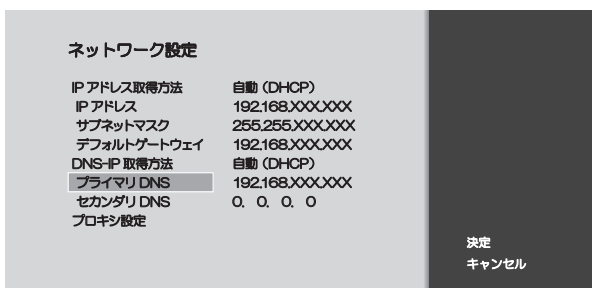 ネットワーク設定
IP アドレス取得方法 自動 (DHCP)
IP アドレス 192.168.XXX.XXX
サブネットマスク 255.255.XXX.XXX
デフォルトゲートウェイ 192.168.XXX.XXX
DNS-IP 取得方法 自動 (DHCP)
プライマリ DNS 192.168.XXX.XXX
セカンダリ DNS 0. 0. 0. 0
プロキシ設定
決定
キャンセル